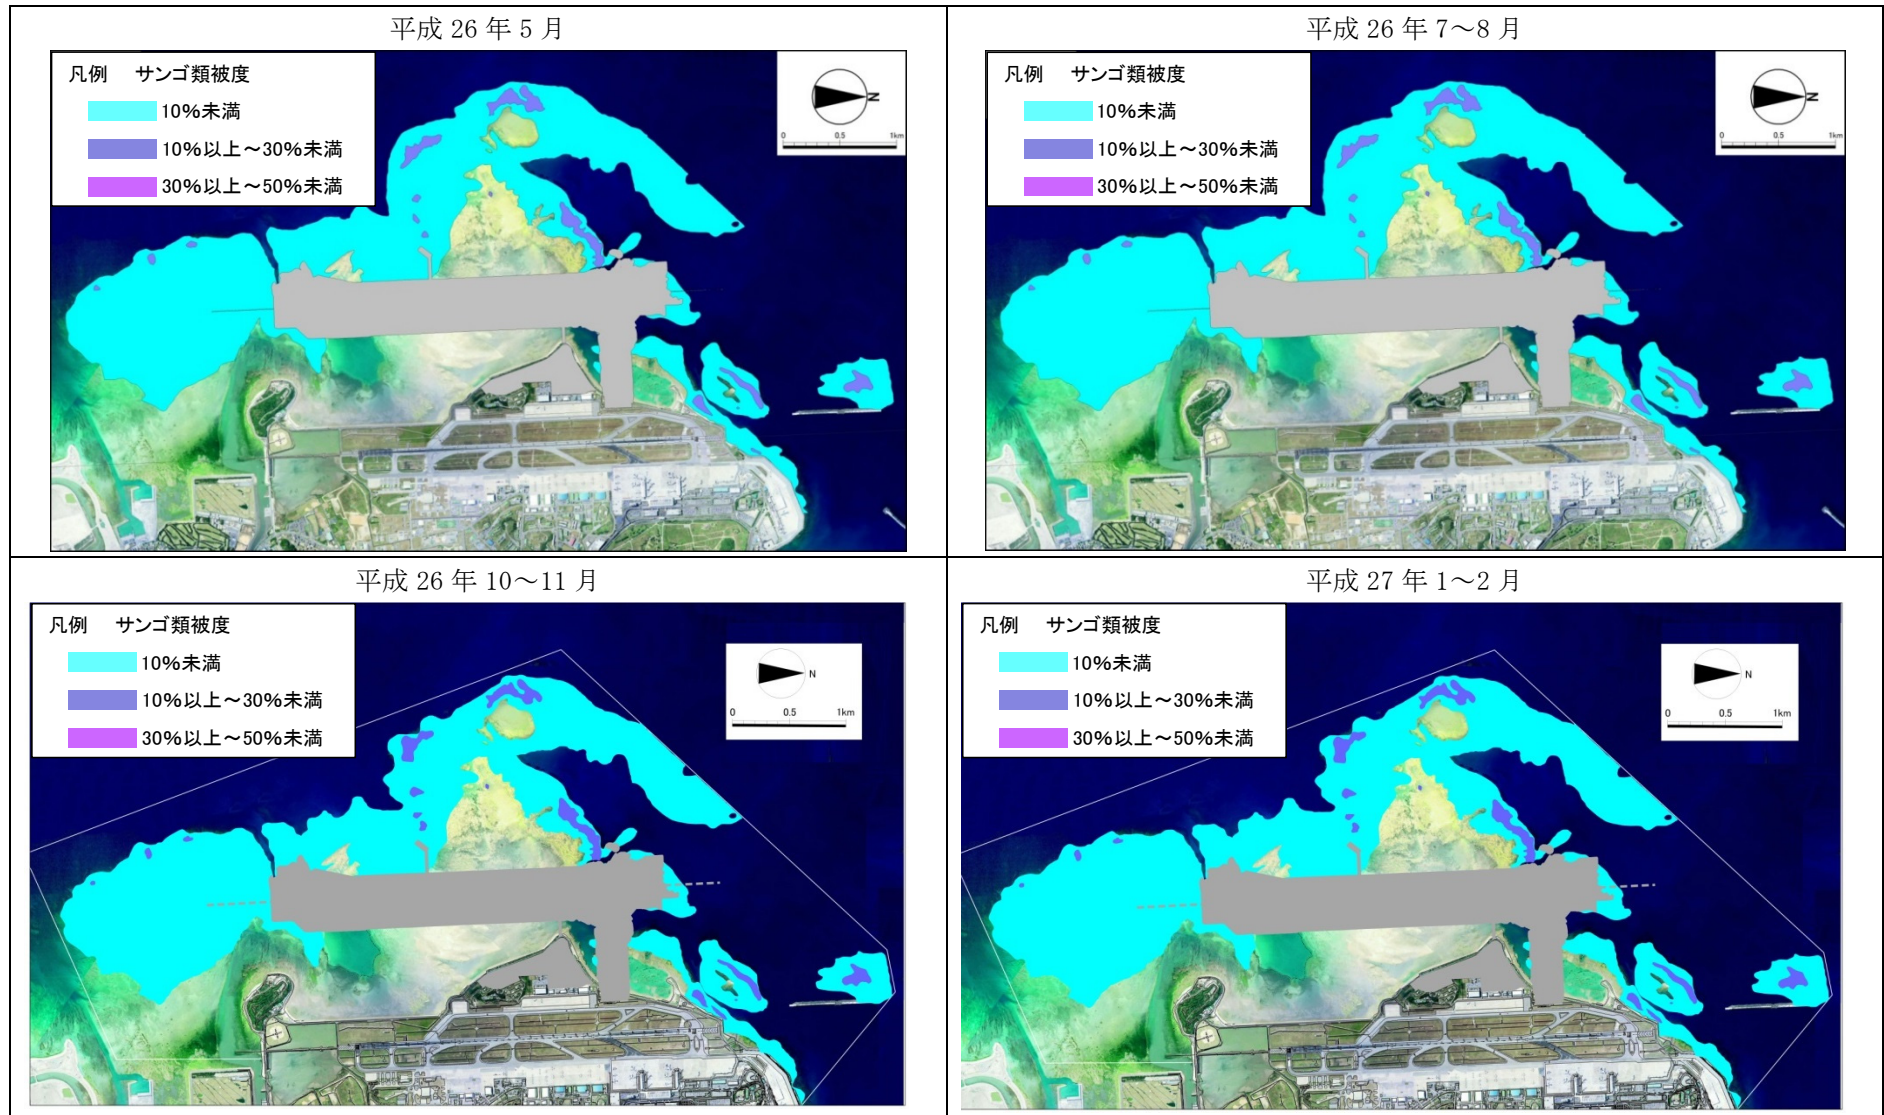 平成 26 年 5 月
凡例 サンゴ類被度
10%未満
10%以上～30%未満
30%以上～50%未満
N
0 0.5 1km
平成 26 年 7～8 月
凡例 サンゴ類被度
10%未満
10%以上～30%未満
30%以上～50%未満
N
0 0.5 1km
平成 26 年 10～11 月
凡例 サンゴ類被度
10%未満
10%以上～30%未満
30%以上～50%未満
N
0 0.5 1km
平成 27 年 1～2 月
凡例 サンゴ類被度
10%未満
10%以上～30%未満
30%以上～50%未満
N
0 0.5 1km